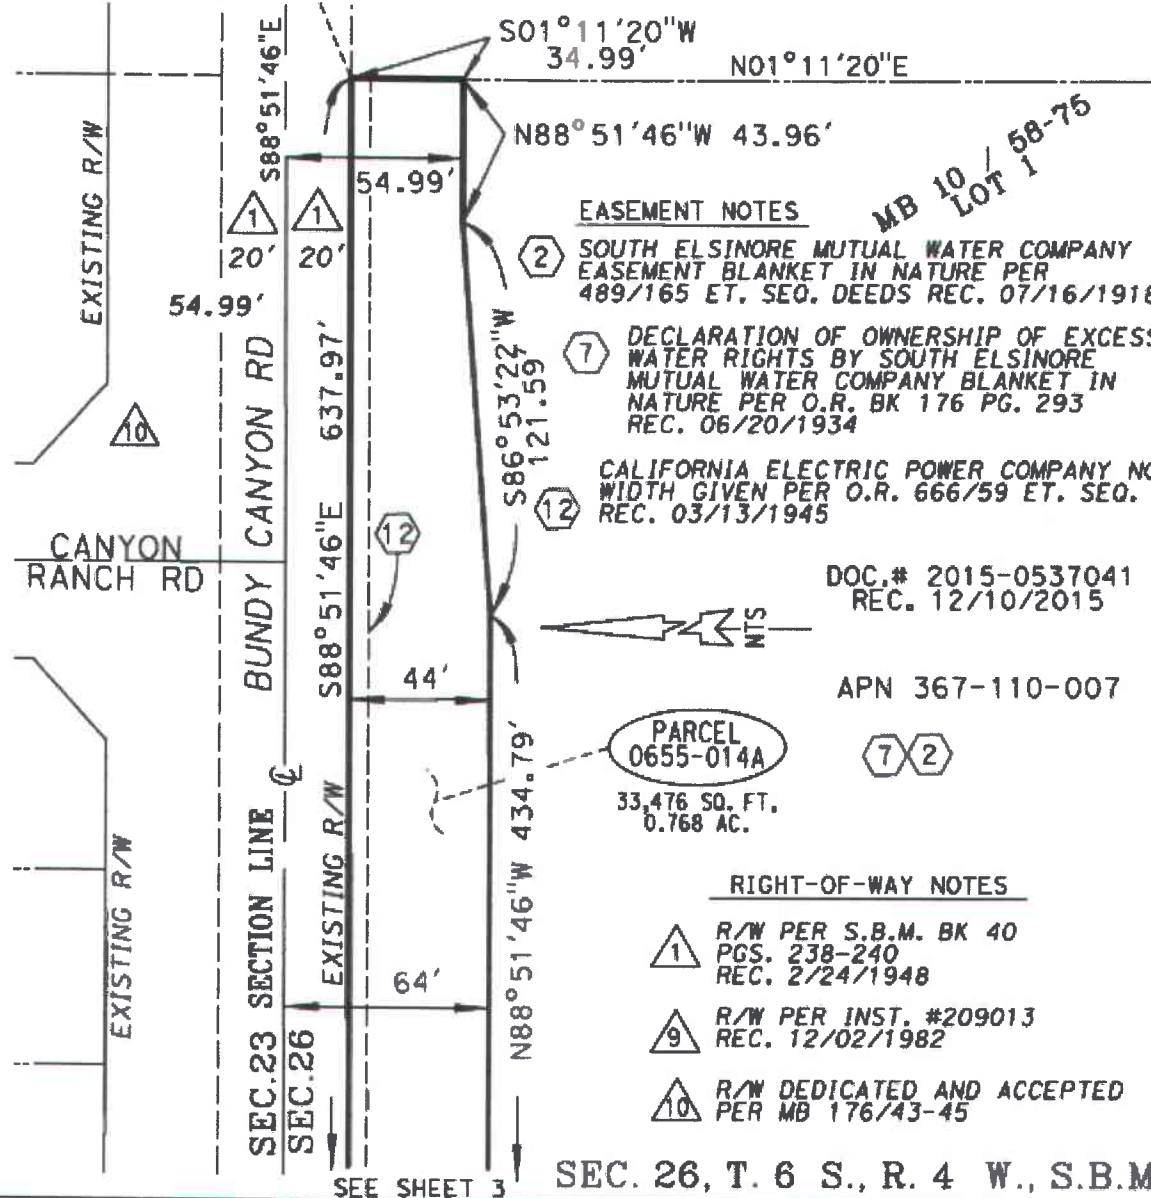 S01°11'20"W
34.99'
N01°11'20"E
S88°51'46"E
N88°51'46"W 43.96'
MB 10 / 58-75
LOT 1
EXISTING R/W
54.99'
1
1
20'
20'
54.99'
EASEMENT NOTES
2 SOUTH ELSINORE MUTUAL WATER COMPANY
EASEMENT BLANKET IN NATURE PER
489/165 ET. SEQ. DEEDS REC. 07/16/1918
7 DECLARATION OF OWNERSHIP OF EXCESS
WATER RIGHTS BY SOUTH ELSINORE
MUTUAL WATER COMPANY BLANKET IN
NATURE PER O.R. BK 176 PG. 293
REC. 06/20/1934
12 CALIFORNIA ELECTRIC POWER COMPANY NO
WIDTH GIVEN PER O.R. 666/59 ET. SEQ.
REC. 03/13/1945
S86°53'22"W
121.59'
10
BUNDY CANYON RD
S88°51'46"E 637.97'
12
CANYON
RANCH RD
DOC.# 2015-0537041
REC. 12/10/2015
NTS
APN 367-110-007
44'
PARCEL
0655-014A
33,476 SQ. FT.
0.768 AC.
7 2
N88°51'46"W 434.79'
EXISTING R/W
EXISTING R/W
SECTION LINE
SEC.23
SEC.26
64'
RIGHT-OF-WAY NOTES
1 R/W PER S.B.M. BK 40
PGS. 238-240
REC. 2/24/1948
9 R/W PER INST. #209013
REC. 12/02/1982
10 R/W DEDICATED AND ACCEPTED
PER MB 176/43-45
SEE SHEET 3
SEC. 26, T. 6 S., R. 4 W., S.B.M